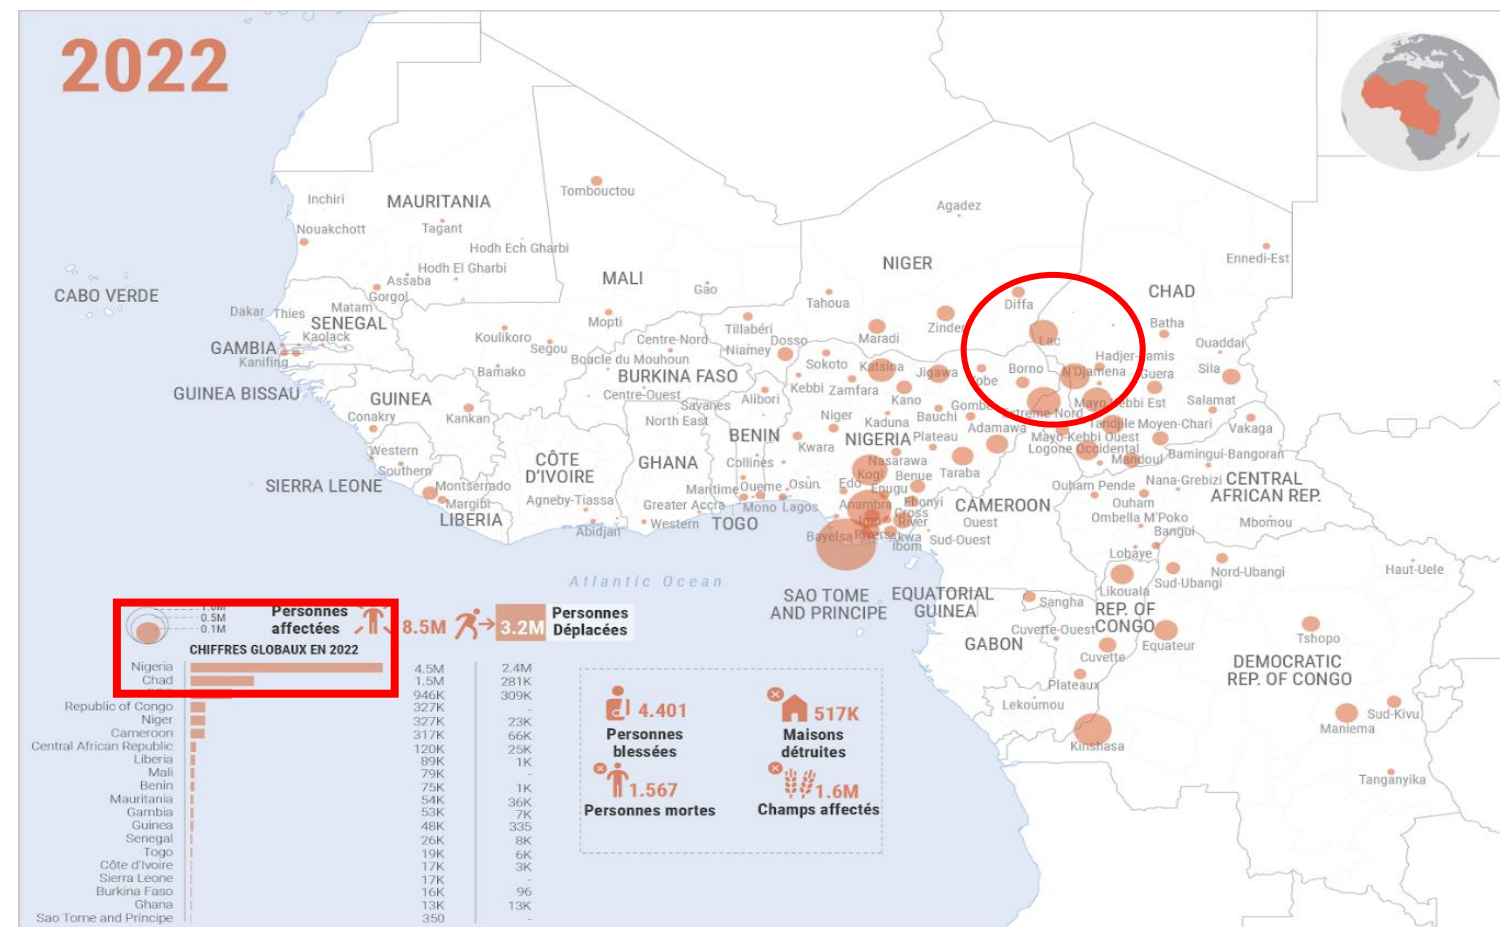 2022
Tombouctou
Inchiri
MAURITANIA
Agadez
Nouakchott
Tagant
Hodh Ech Gharbi
Ennedi-Est
NIGER
Hodh El Gharbi
Assaba
MALI
Gao
CHAD
CABO VERDE
Gorgol
Tahoua
Diffa
Dakar
Thies
Matam
SENEGAL
Mopti
Tillabéri
Zinder
Batha
Kaolack
Koulikoro
Centre-Nord
Dosso
Maradi
Lac
Ouaddai
GAMBIA
Segou
Niamey
Kanifing
Boucle du Mouhoun
Sokoto
Katsina
Borno
N'Djamena
Guera
Sila
Bamako
BURKINA FASO
Jigawa
GUINEA BISSAU
GUINEA
Centre-Ouest
Savanes
Alibori
Kebbi
Zamfara
Kano
Mayo-Kebbi Est
Salamat
Conakry
Kankan
North East
Niger
Kaduna
Bauchi
Extreme-Nord
Tandjile
Moyen-Chari
Vakaga
BENIN
NIGERIA
Plateau
Adamawa
Mayo-Kebbi Ouest
Western
Kwara
Logone Occidental
Southern
CÔTE
D'IVOIRE
GHANA
Collines
Nasarawa
Mandoul
Bamingui-Bangoran
SIERRA LEONE
Montserrado
Kogi
Benue
Taraba
CENTRAL
AFRICAN REP.
Margibi
Agneby-Tiassa
Maritime
Oueme
Osun
Edo
Enugu
Ouham Pende
Nana-Grebizi
LIBERIA
Greater Accra
Mono
Lagos
Anambra
Ebonyi
CAMEROON
Ouham
Abidjan
Western
TOGO
Imo
Cross
River
Ouest
Ombella M'Poko
Mbomou
Bayelsa
Rivers
Akwa
Ibom
Sud-Ouest
Bangui
Lobaye
Atlantic Ocean
Nord-Ubangi
Haut-Uele
SAO TOME
AND PRINCIPE
EQUATORIAL
GUINEA
Likouala
Sud-Ubangi
Sangha
REP. OF
CONGO
Cuvette-Ouest
GABON
Cuvette
Equateur
Tshopo
DEMOCRATIC
REP. OF CONGO
Plateaux
Lekoumou
Sud-Kivu
Maniema
Kinshasa
Tanganyika
0.5M
0.1M
Personnes
affectées
8.5M
3.2M
Personnes
Déplacées
CHIFFRES GLOBAUX EN 2022
Nigeria 4.5M 2.4M
Chad 1.5M 281K
946K 309K
Republic of Congo 327K -
Niger 327K 23K
Cameroon 317K 66K
Central African Republic 120K 25K
Liberia 89K 1K
Mali 79K -
Benin 75K 1K
Mauritania 54K 36K
Gambia 53K 7K
Guinea 48K 335
Senegal 26K 8K
Togo 19K 6K
Côte d'Ivoire 17K 3K
Sierra Leone 17K -
Burkina Faso 16K 96
Ghana 13K 13K
Sao Tome and Principe 350 -
4.401
Personnes
blessées
517K
Maisons
détruites
1.567
Personnes mortes
1.6M
Champs affectés